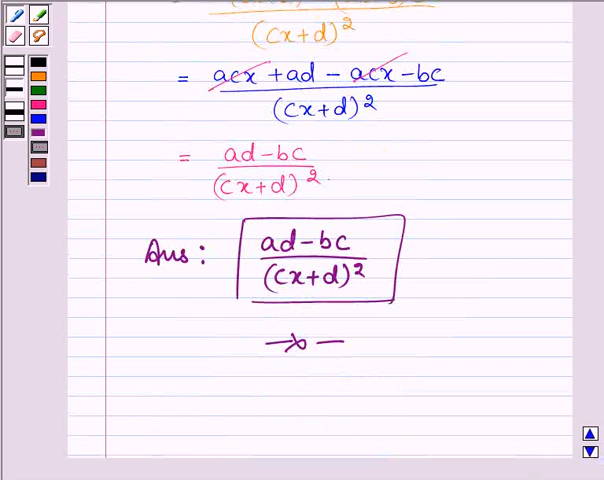 (cx+d)²
= acx + ad - acx - bc
(cx+d)²
= ad-bc
(cx+d)².
Ans : ad-bc
(cx+d)²